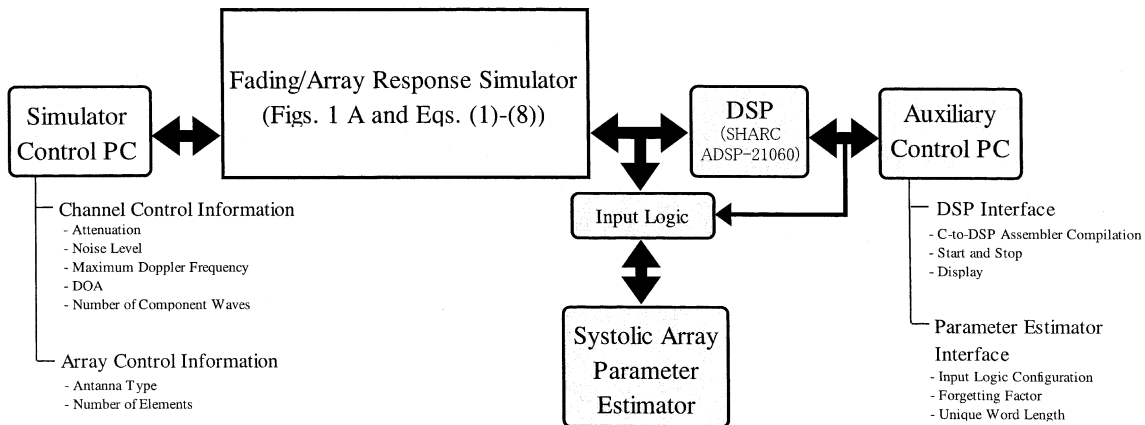 Simulator
Control PC
Fading/Array Response Simulator
(Figs. 1 A and Eqs. (1)-(8))
DSP
(SHARC
ADSP-21060)
Auxiliary
Control PC
Input Logic
Systolic Array
Parameter
Estimator
Channel Control Information
- Attenuation
- Noise Level
- Maximum Doppler Frequency
- DOA
- Number of Component Waves
Array Control Information
- Antanna Type
- Number of Elements
DSP Interface
- C-to-DSP Assembler Compilation
- Start and Stop
- Display
Parameter Estimator
Interface
- Input Logic Configuration
- Forgetting Factor
- Unique Word Length